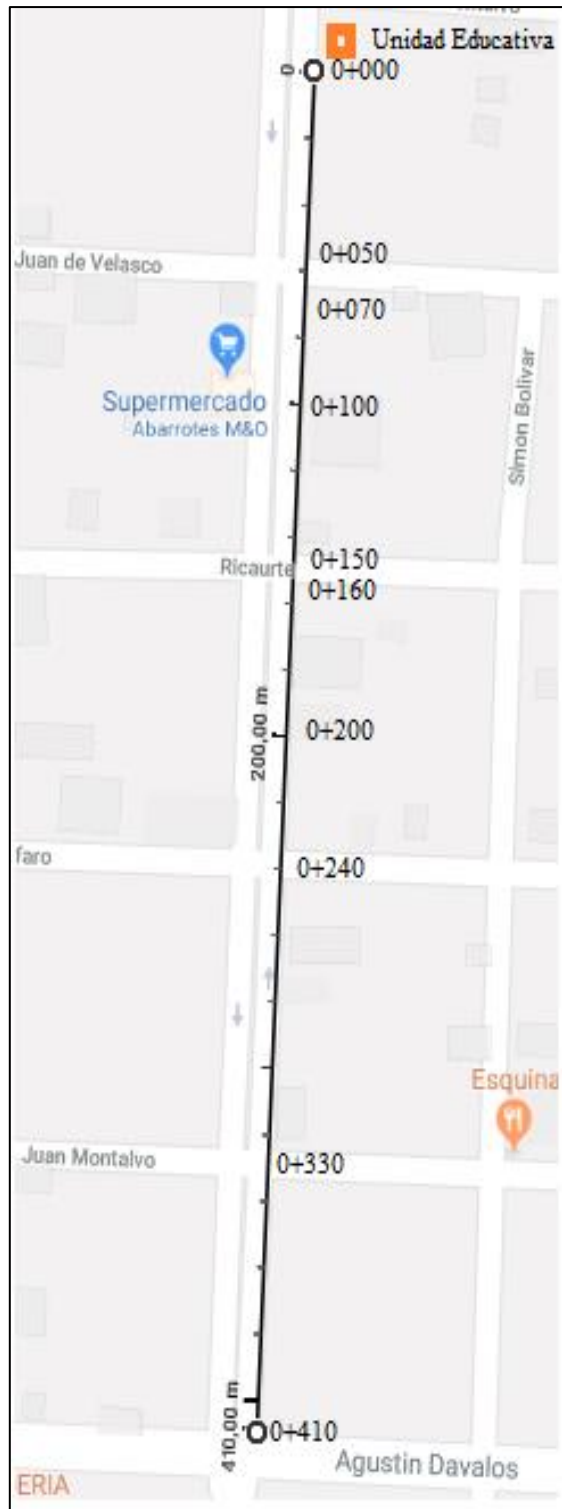 Unidad Educativa
0
0+000
0+050
Juan de Velasco
0+070
Supermercado
Abarrotes M&O
0+100
Simon Bolivar
0+150
Ricaurte
0+160
200,00 m
0+200
faro
0+240
Esquina
Juan Montalvo
0+330
410,00 m
0+410
Agustin Davalos
ERIA